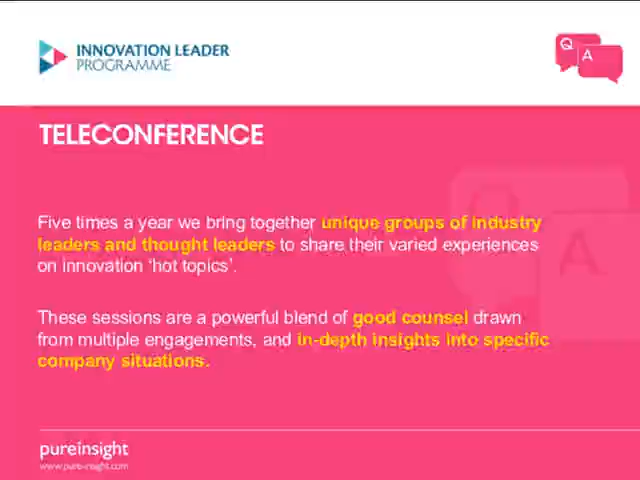 INNOVATION LEADER
PROGRAMME
Q
A
TELECONFERENCE
Five times a year we bring together unique groups of industry
leaders and thought leaders to share their varied experiences
on innovation ‘hot topics’.
These sessions are a powerful blend of good counsel drawn
from multiple engagements, and in-depth insights into specific
company situations.
Q
A
pureinsight
www.pure-insight.com